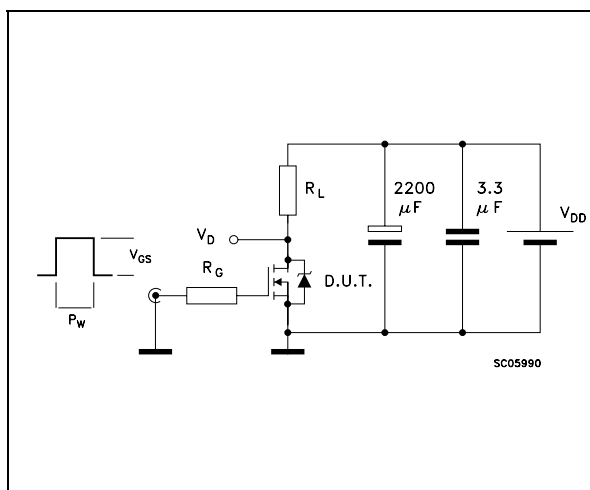 R_L
2200
μF
3.3
μF
V_DD
V_D
V_GS
R_G
D.U.T.
P_W
SC05990